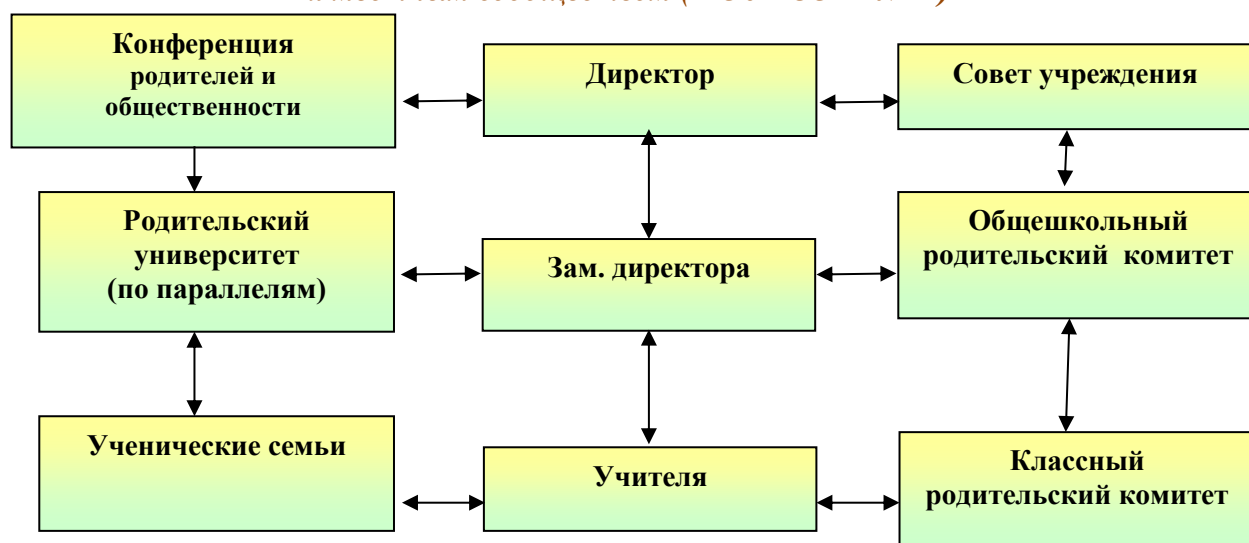 Конференция
родителей и
общественности
Директор
Совет учреждения
Родительский
университет
(по параллелям)
Зам. директора
Общешкольный
родительский комитет
Ученические семьи
Учителя
Классный
родительский комитет